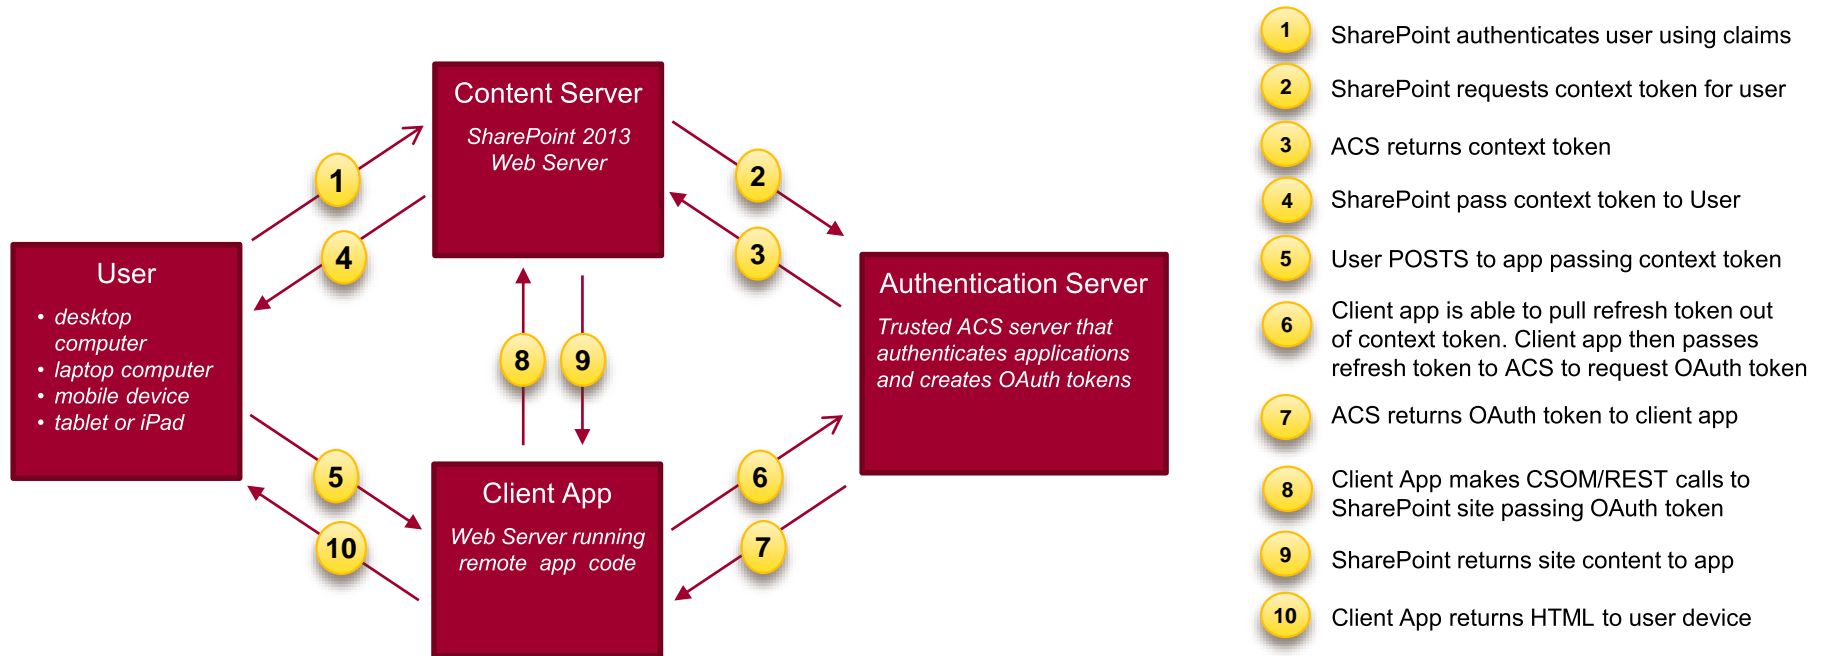 Content Server
SharePoint 2013
Web Server
1
2
4
3
User
• desktop
computer
• laptop computer
• mobile device
• tablet or iPad
Authentication Server
Trusted ACS server that
authenticates applications
and creates OAuth tokens
8
9
5
6
10
7
Client App
Web Server running
remote app code
1 SharePoint authenticates user using claims
2 SharePoint requests context token for user
3 ACS returns context token
4 SharePoint pass context token to User
5 User POSTS to app passing context token
6 Client app is able to pull refresh token out
of context token. Client app then passes
refresh token to ACS to request OAuth token
7 ACS returns OAuth token to client app
8 Client App makes CSOM/REST calls to
SharePoint site passing OAuth token
9 SharePoint returns site content to app
10 Client App returns HTML to user device